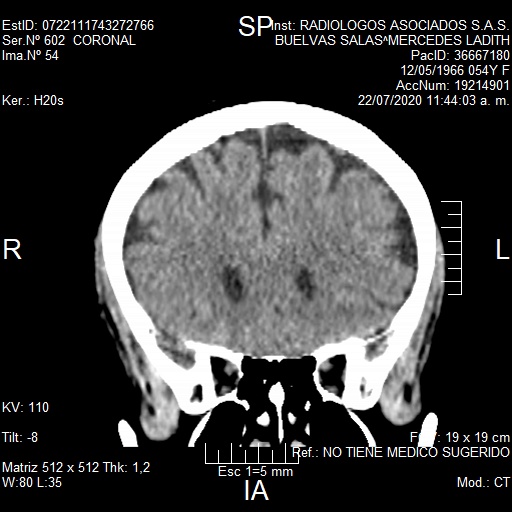 EstID: 0722111743272766
Ser.Nº 602 CORONAL
Ima.Nº 54
Ker.: H20s
SP
Inst: RADIOLOGOS ASOCIADOS S.A.S.
BUELVAS SALAS^MERCEDES LADITH
PacID: 36667180
12/05/1966 054Y F
AccNum: 19214901
22/07/2020 11:44:03 a. m.
R
L
KV: 110
Tilt: -8
Matriz 512 x 512 Thk: 1,2
W:80 L:35
Esc 1=5 mm
IA
19 x 19 cm
Ref.: NO TIENE MEDICO SUGERIDO
Mod.: CT